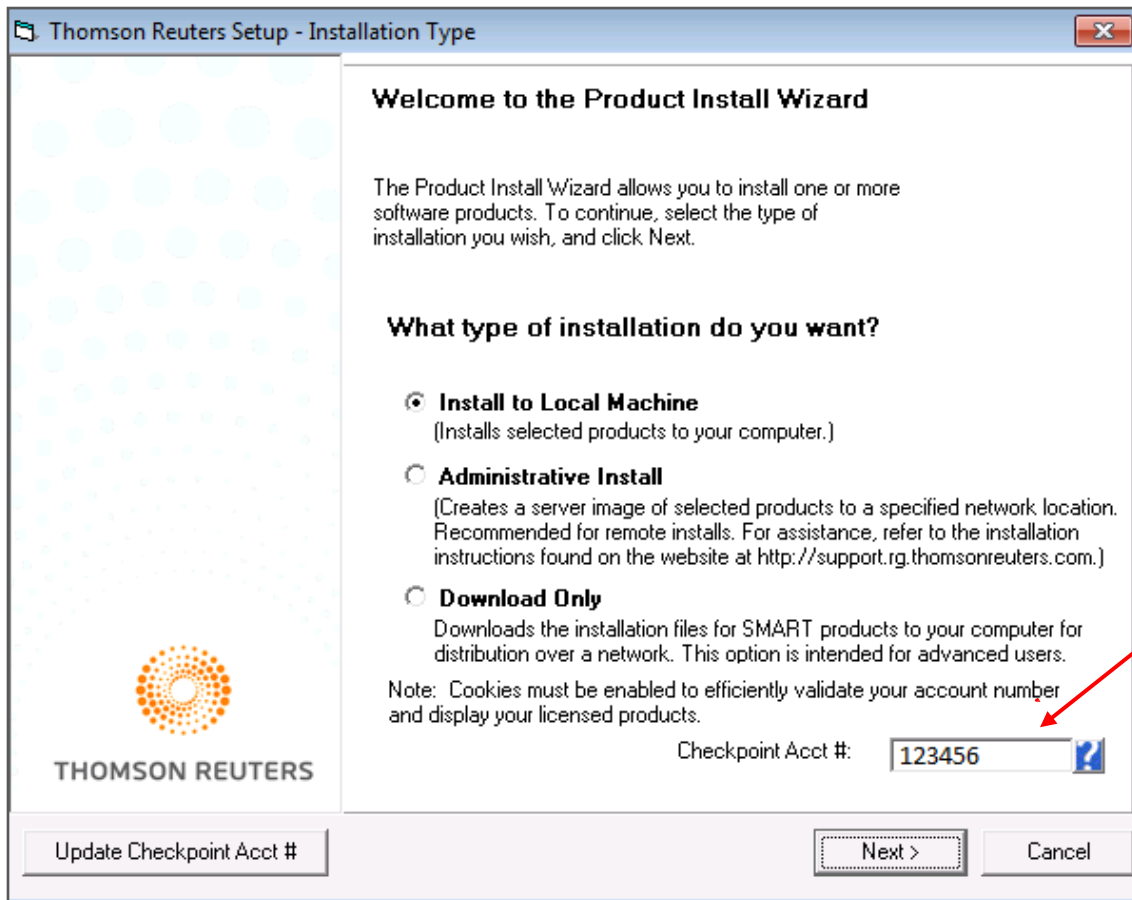 Thomson Reuters Setup - Installation Type
Welcome to the Product Install Wizard
The Product Install Wizard allows you to install one or more
software products. To continue, select the type of
installation you wish, and click Next.
What type of installation do you want?
Install to Local Machine
(Installs selected products to your computer.)
Administrative Install
(Creates a server image of selected products to a specified network location.
Recommended for remote installs. For assistance, refer to the installation
instructions found on the website at http://support.rg.thomsonreuters.com.)
Download Only
Downloads the installation files for SMART products to your computer for
distribution over a network. This option is intended for advanced users.
Note: Cookies must be enabled to efficiently validate your account number
and display your licensed products.
Checkpoint Acct #: 123456 ?
THOMSON REUTERS
Update Checkpoint Acct # Next > Cancel